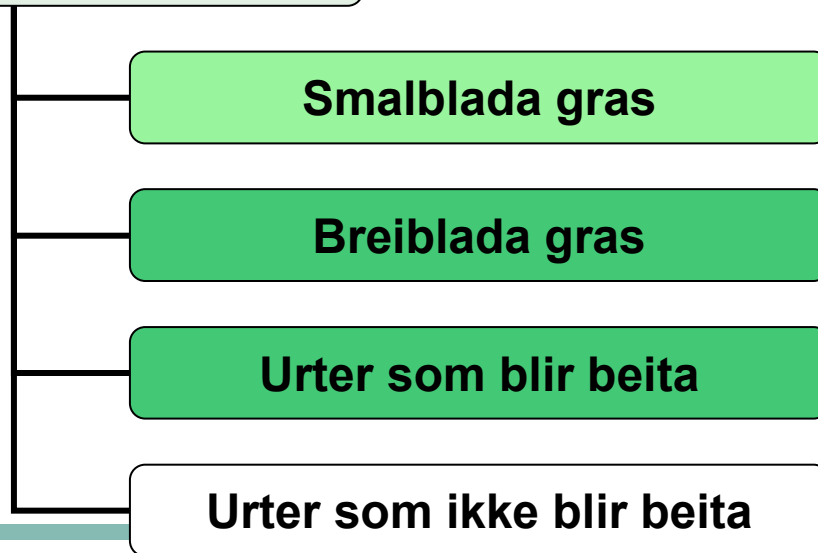 Smalblada gras
Breiblada gras
Urter som blir beita
Urter som ikke blir beita